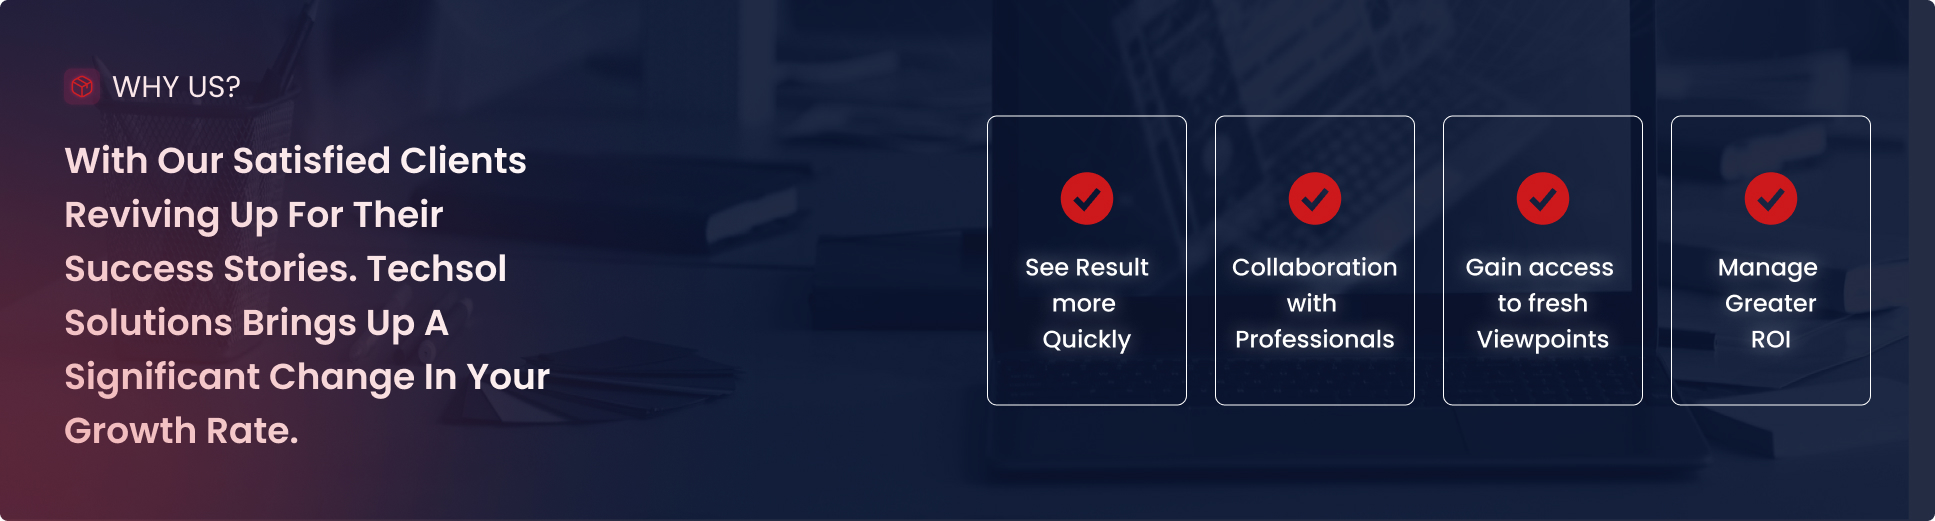 WHY US?
With Our Satisfied Clients
Reviving Up For Their
Success Stories. Techsol
Solutions Brings Up A
Significant Change In Your
Growth Rate.
See Result
more
Quickly
Collaboration
with
Professionals
Gain access
to fresh
Viewpoints
Manage
Greater
ROI